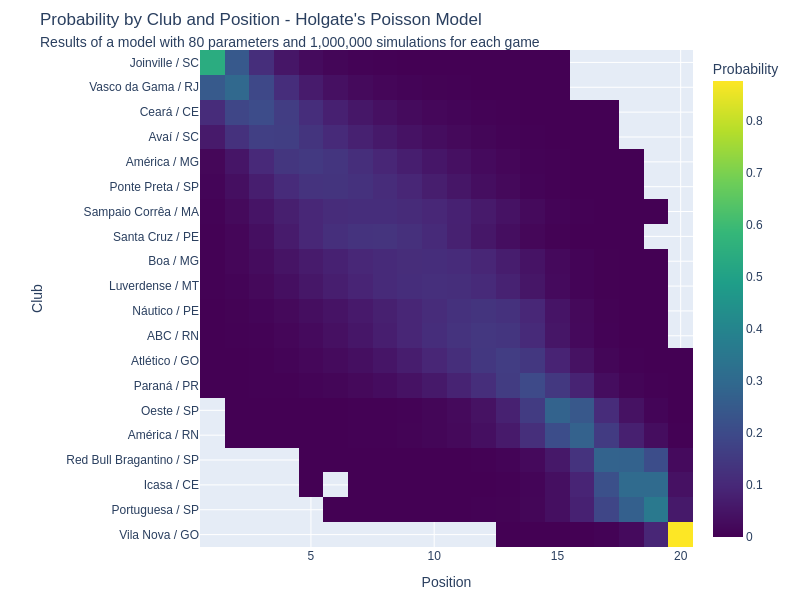 Probability by Club and Position - Holgate's Poisson Model
Results of a model with 80 parameters and 1,000,000 simulations for each game
Probability
Joinville / SC
Vasco da Gama / RJ
Ceará / CE
Avaí / SC
América / MG
Ponte Preta / SP
Sampaio Corrêa / MA
Santa Cruz / PE
Boa / MG
Luverdense / MT
Náutico / PE
ABC / RN
Atlético / GO
Paraná / PR
Oeste / SP
América / RN
Red Bull Bragantino / SP
Icasa / CE
Portuguesa / SP
Vila Nova / GO
Club
5
10
15
20
Position
0.8
0.7
0.6
0.5
0.4
0.3
0.2
0.1
0